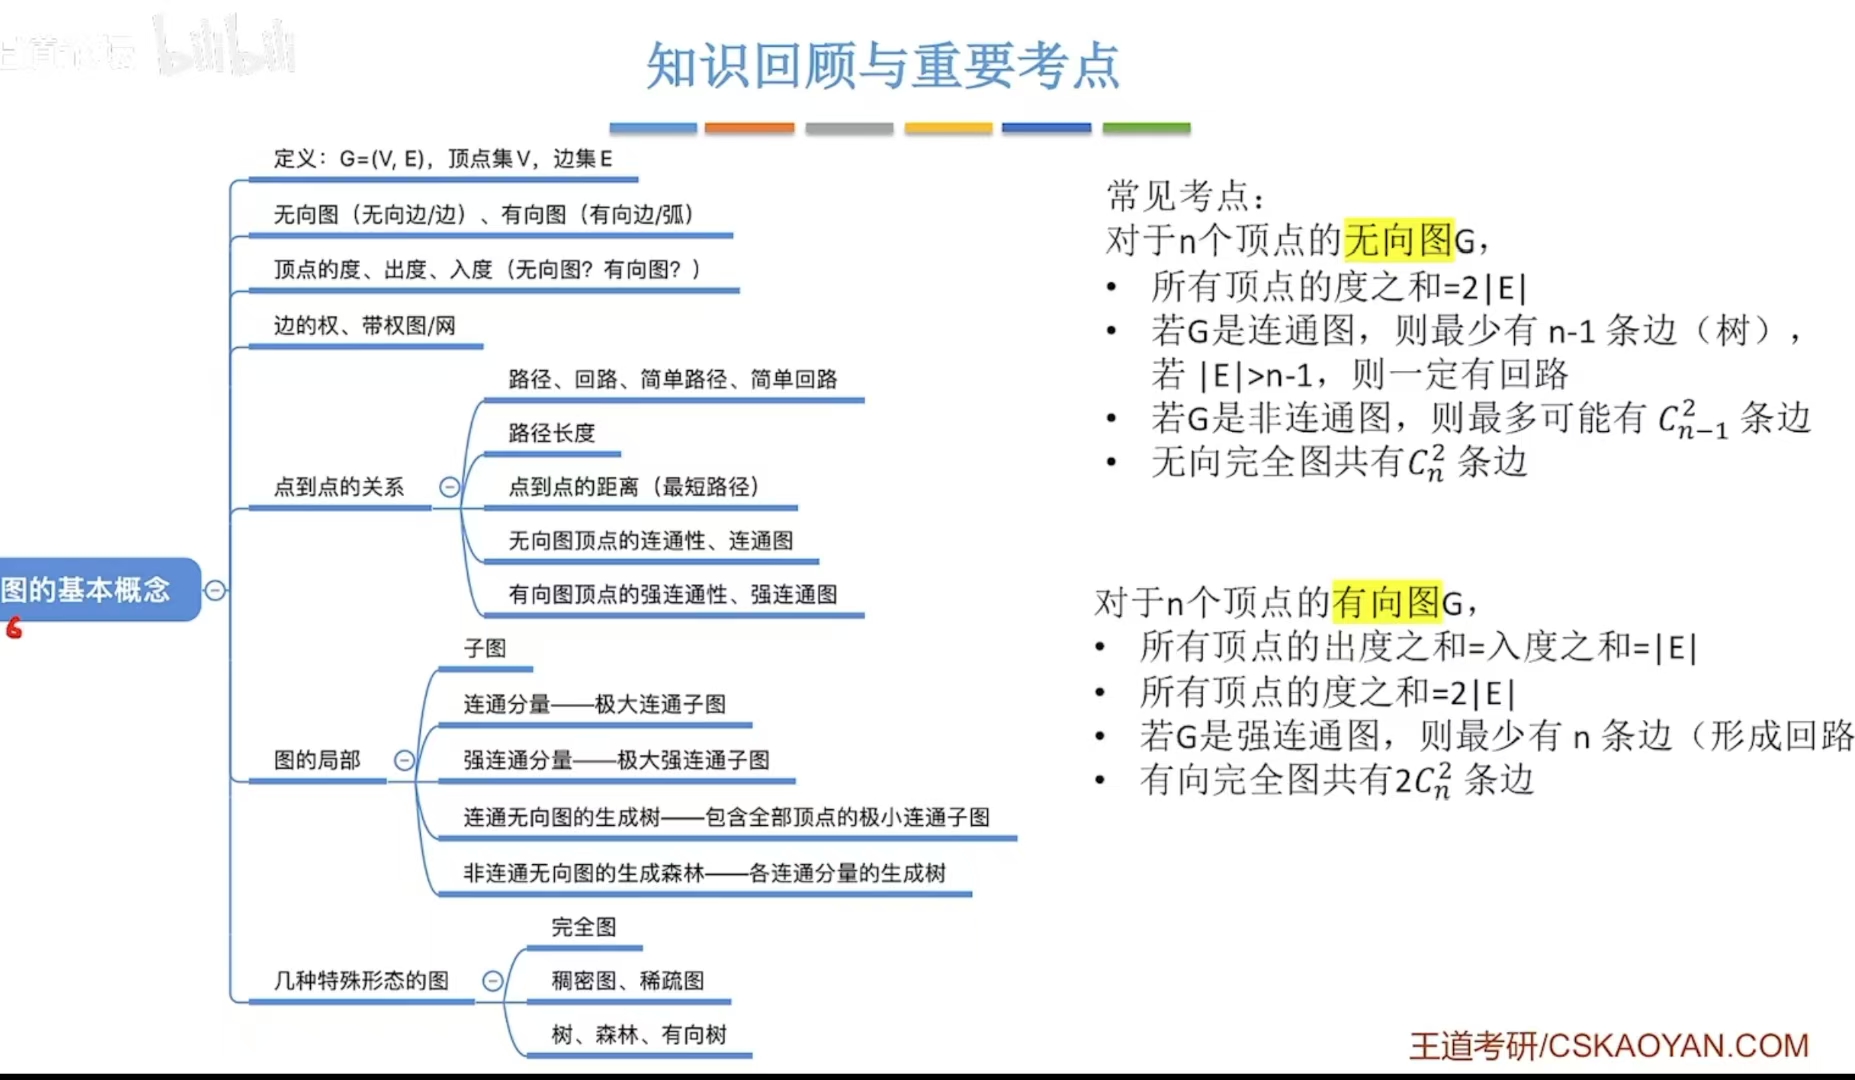 bilibili
知识回顾与重要考点
定义：G=(V, E)，顶点集V，边集E
无向图（无向边/边）、有向图（有向边/弧）
顶点的度、出度、入度（无向图？有向图？）
边的权、带权图/网
点到点的关系
路径、回路、简单路径、简单回路
路径长度
点到点的距离（最短路径）
无向图顶点的连通性、连通图
有向图顶点的强连通性、强连通图
图的基本概念
6
图的局部
子图
连通分量——极大连通子图
强连通分量——极大强连通子图
连通无向图的生成树——包含全部顶点的极小连通子图
非连通无向图的生成森林——各连通分量的生成树
几种特殊形态的图
完全图
稠密图、稀疏图
树、森林、有向树
常见考点：
对于n个顶点的无向图G，
• 所有顶点的度之和=2|E|
• 若G是连通图，则最少有 n-1 条边（树），
若 |E|>n-1，则一定有回路
• 若G是非连通图，则最多可能有 $C_{n-1}^{2}$ 条边
• 无向完全图共有$C_n^2$ 条边
对于n个顶点的有向图G，
• 所有顶点的出度之和=入度之和=|E|
• 所有顶点的度之和=2|E|
• 若G是强连通图，则最少有 n 条边（形成回路
• 有向完全图共有2$C_n^2$ 条边
王道考研/CSKAOYAN.COM